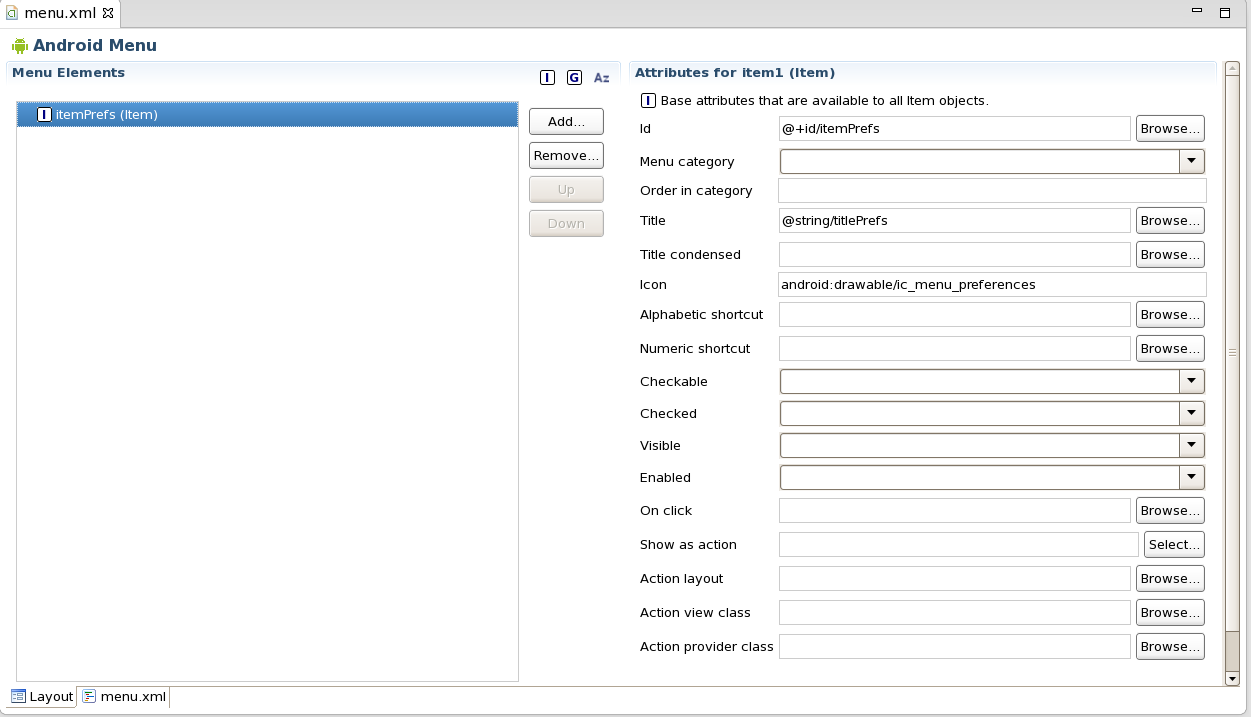 menu.xml
Android Menu
Menu Elements
I G Az
I itemPrefs (Item)
Add...
Remove...
Up
Down
Attributes for item1 (Item)
I Base attributes that are available to all Item objects.
Id @+id/itemPrefs Browse...
Menu category
Order in category
Title @string/titlePrefs Browse...
Title condensed Browse...
Icon android:drawable/ic_menu_preferences
Alphabetic shortcut Browse...
Numeric shortcut Browse...
Checkable
Checked
Visible
Enabled
On click Browse...
Show as action Select...
Action layout Browse...
Action view class Browse...
Action provider class Browse...
Layout menu.xml